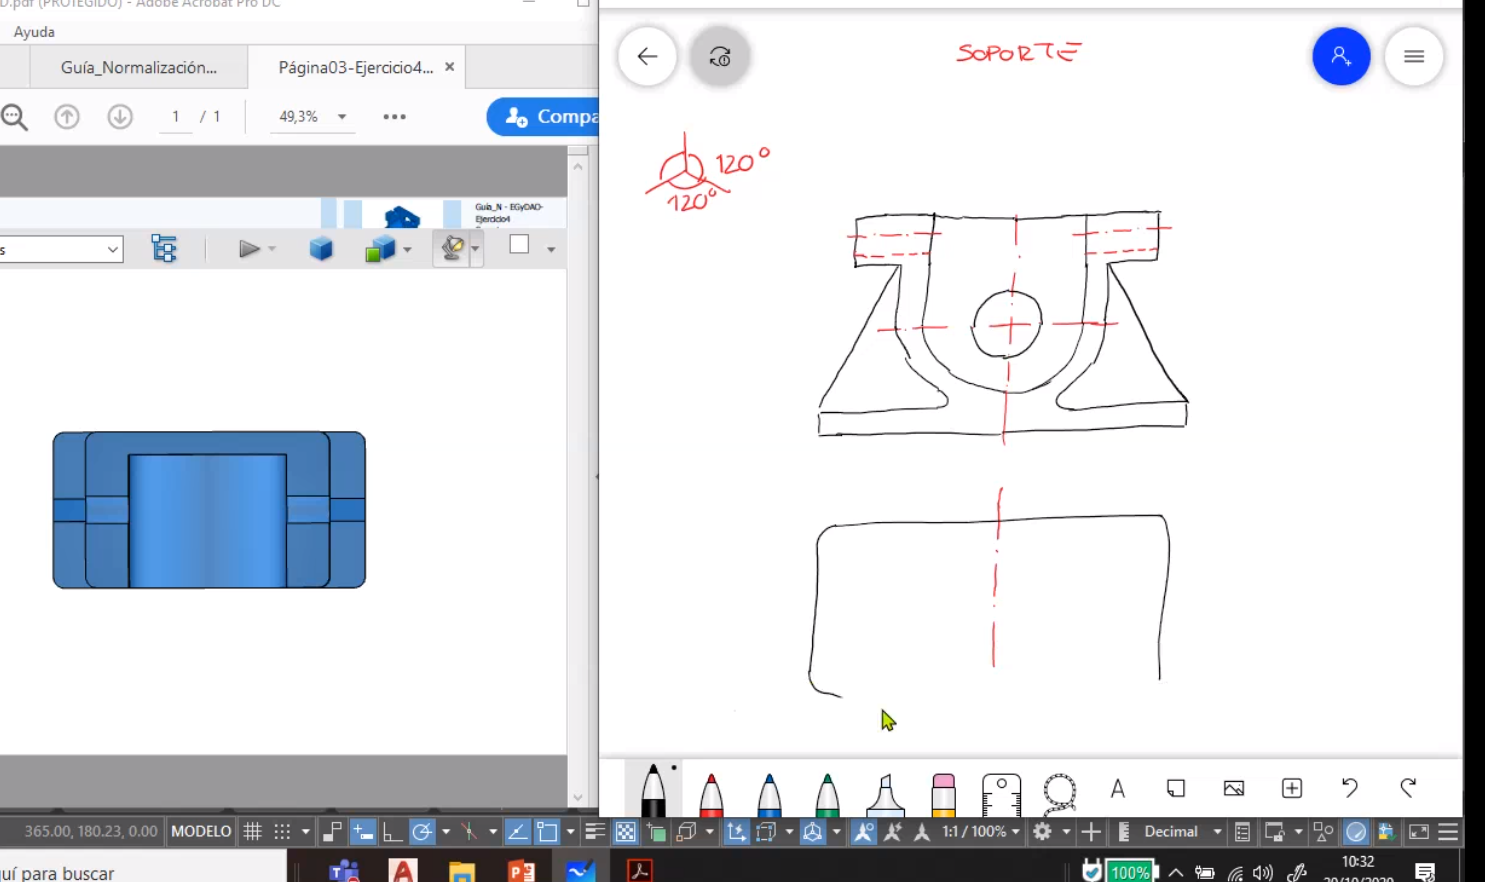 D.pdf (PROTEGIDO) - Adobe Acrobat Pro DC
Ayuda
Guía_Normalización...
Página03-Ejercicio4...
1 / 1
49,3%
Compa
Guía_N - EGyDAO-
Ejercicio4
s
SOPORTE
120°
120°
A
365.00, 180.23, 0.00
MODELO
1:1 / 100%
Decimal
uí para buscar
100%
10:32